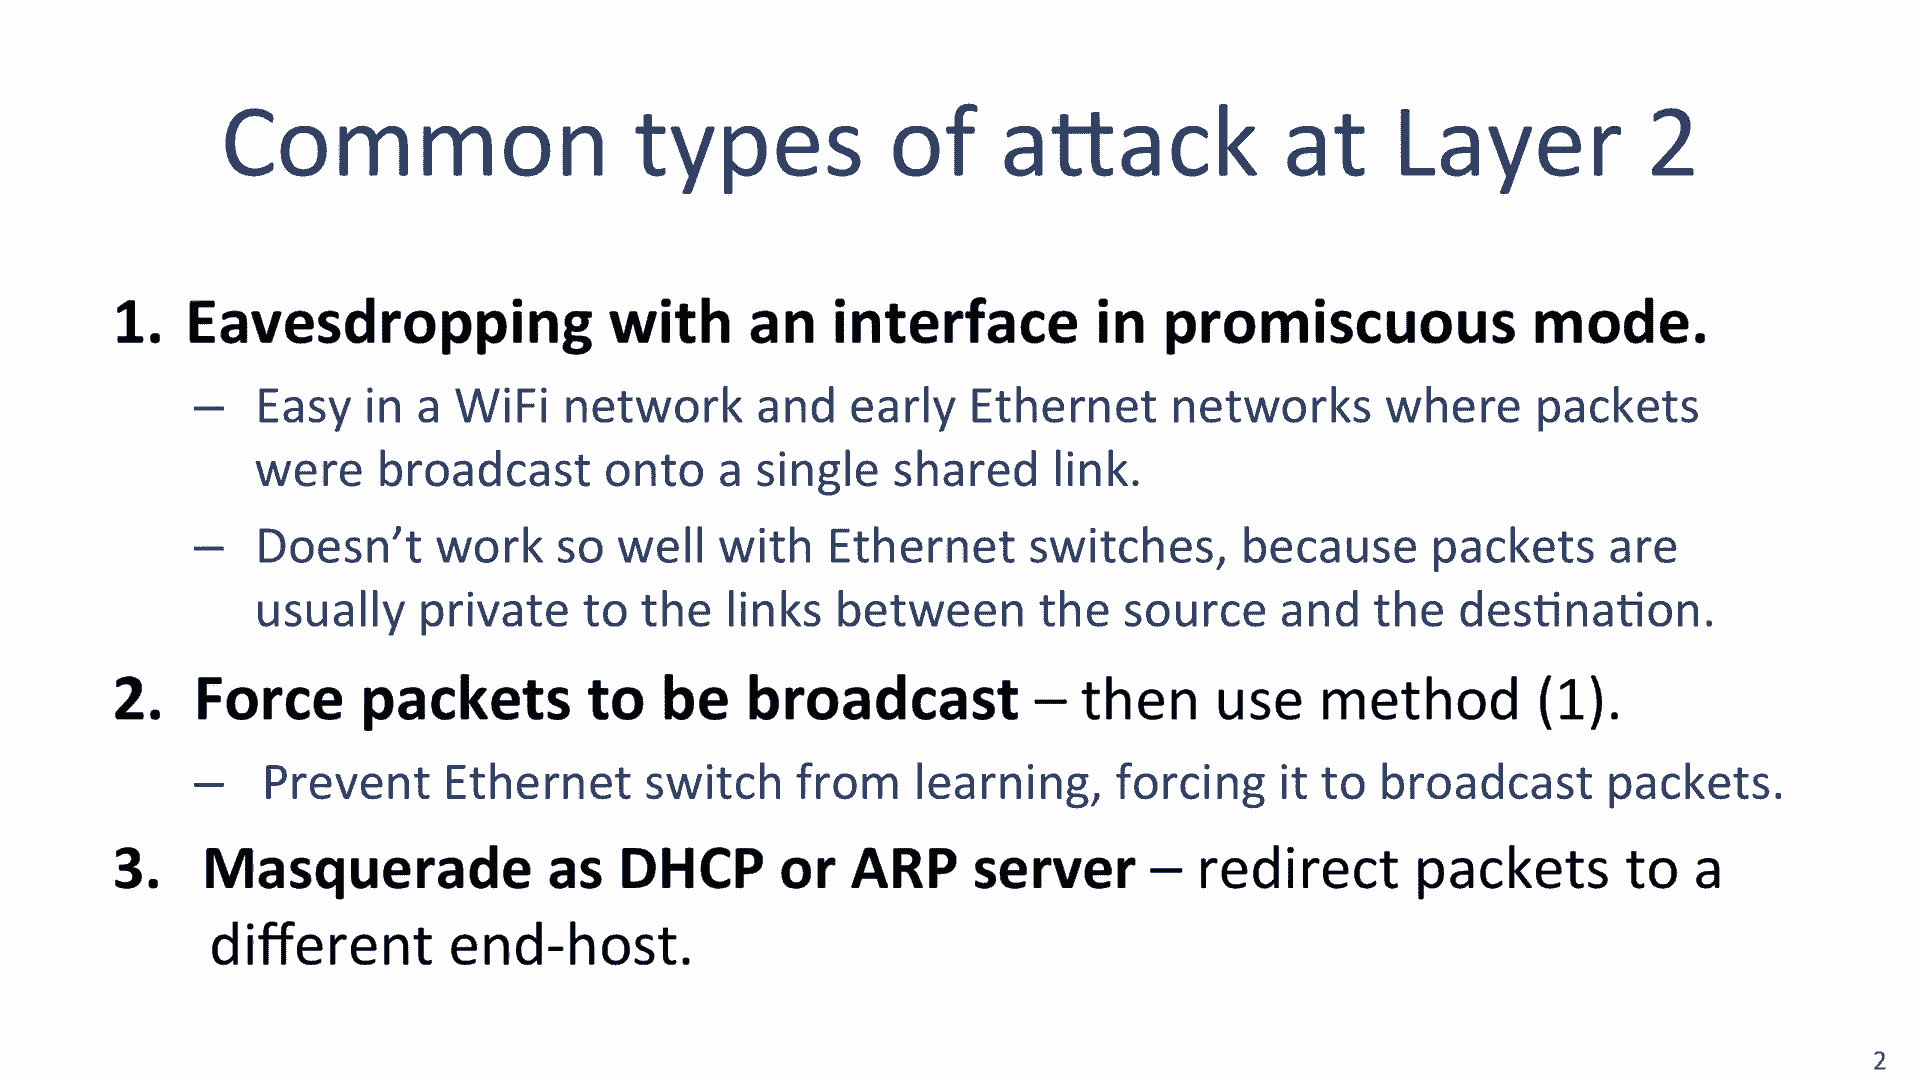 Common types of attack at Layer 2
1. Eavesdropping with an interface in promiscuous mode.
– Easy in a WiFi network and early Ethernet networks where packets
were broadcast onto a single shared link.
– Doesn’t work so well with Ethernet switches, because packets are
usually private to the links between the source and the destination.
2. Force packets to be broadcast – then use method (1).
– Prevent Ethernet switch from learning, forcing it to broadcast packets.
3. Masquerade as DHCP or ARP server – redirect packets to a
different end-host.
2